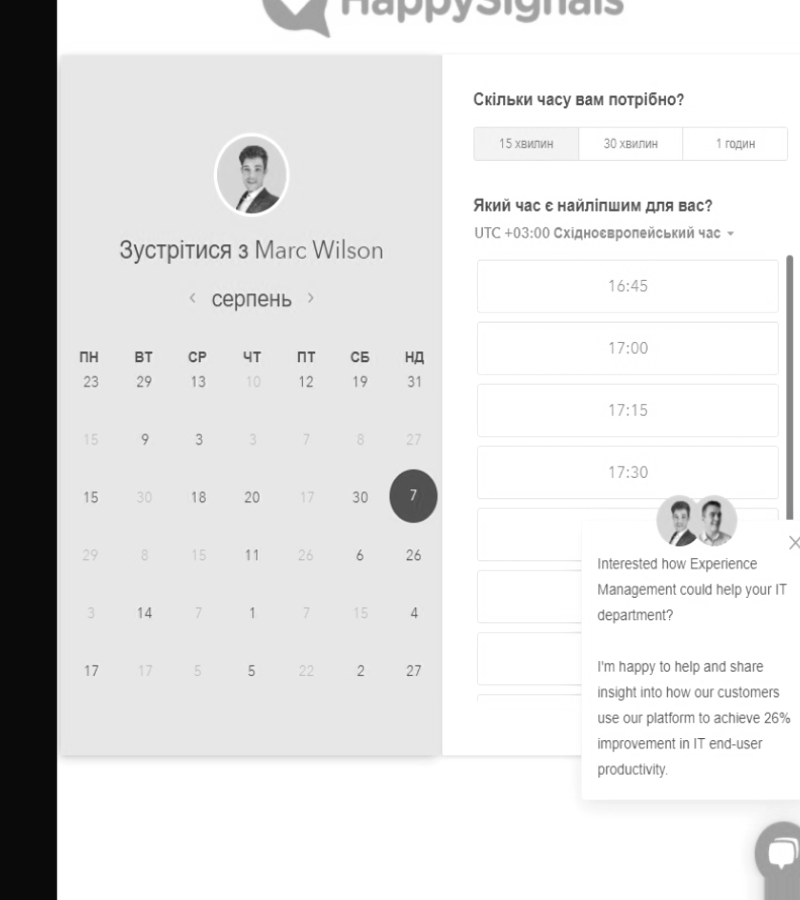 HappySignals
Зустрітися з Marc Wilson
серпень
ПН ВТ СР ЧТ ПТ СБ НД
23 29 13 10 12 19 31
15 9 3 3 7 8 27
15 30 18 20 17 30 7
29 8 15 11 26 6 26
3 14 7 1 7 15 4
17 17 5 5 22 2 27
Скільки часу вам потрібно?
15 хвилин 30 хвилин 1 годин
Який час є найліпшим для вас?
UTC +03:00 Східноєвропейський час
16:45
17:00
17:15
17:30
Interested how Experience
Management could help your IT
department?
I'm happy to help and share
insight into how our customers
use our platform to achieve 26%
improvement in IT end-user
productivity.